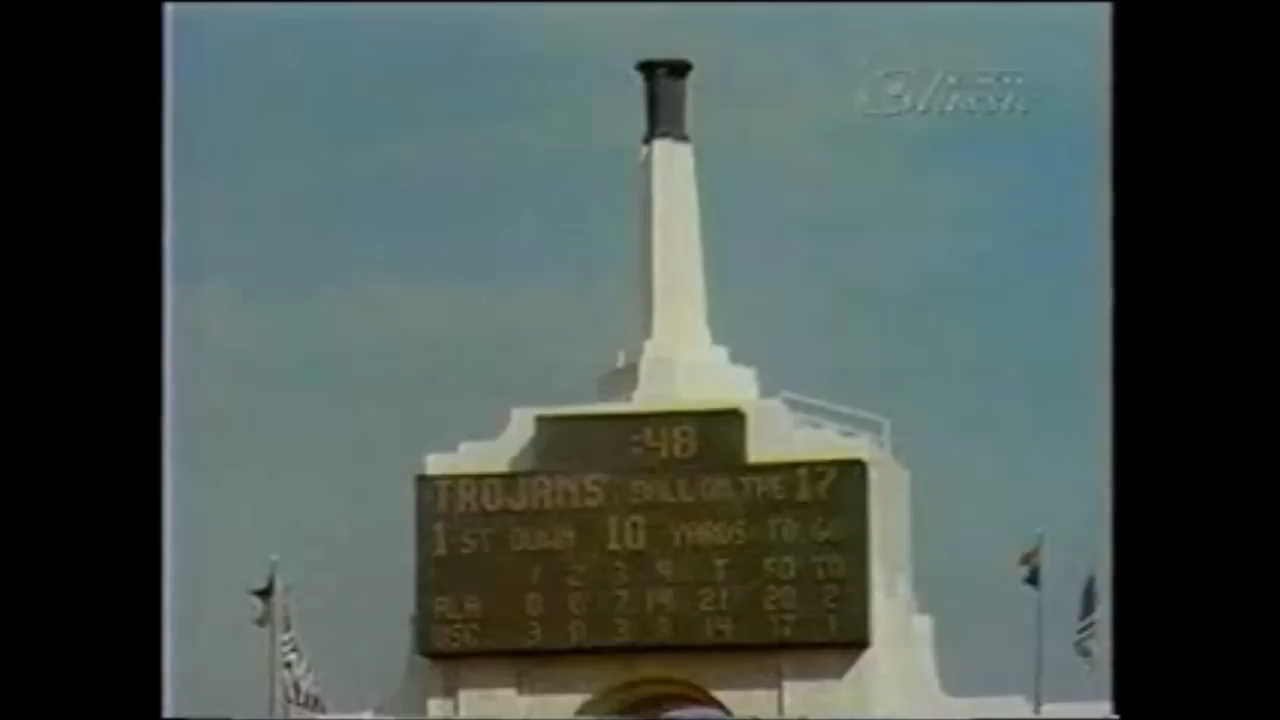 :48
TROJANS BALL ON THE 17
1 ST DOWN 10 YARDS TO GO
1 2 3 4 T FD TO
ALA 0 0 7 14 21 20 2
USC 3 0 3 8 14 17 1